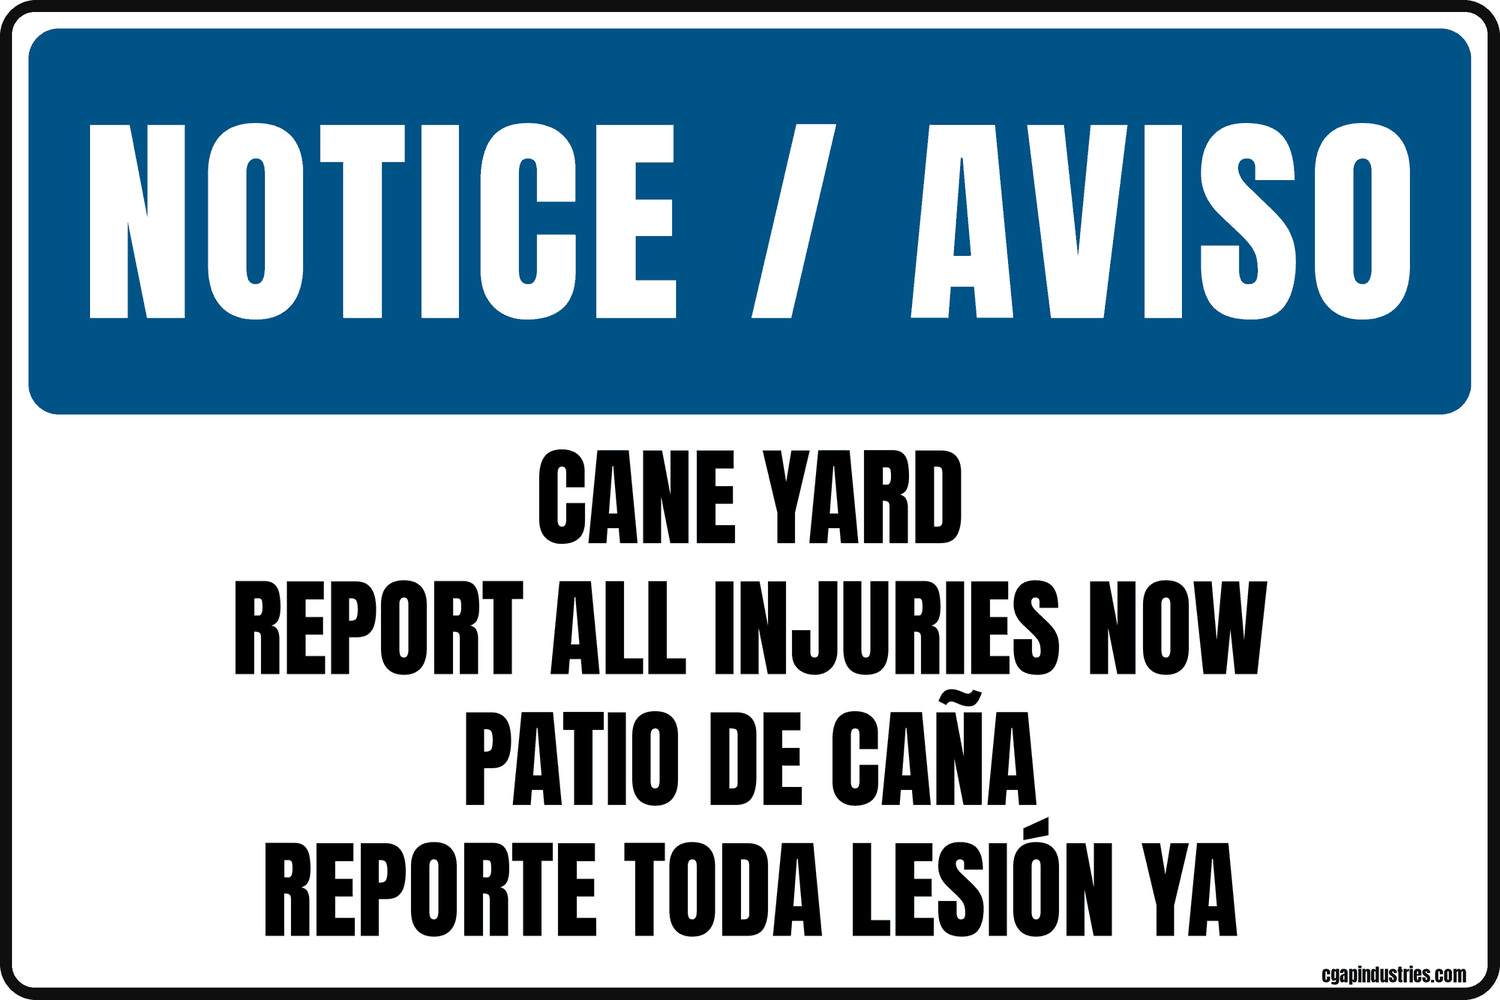 NOTICE / AVISO
CANE YARD
REPORT ALL INJURIES NOW
PATIO DE CAÑA
REPORTE TODA LESIÓN YA
cgapindustries.com